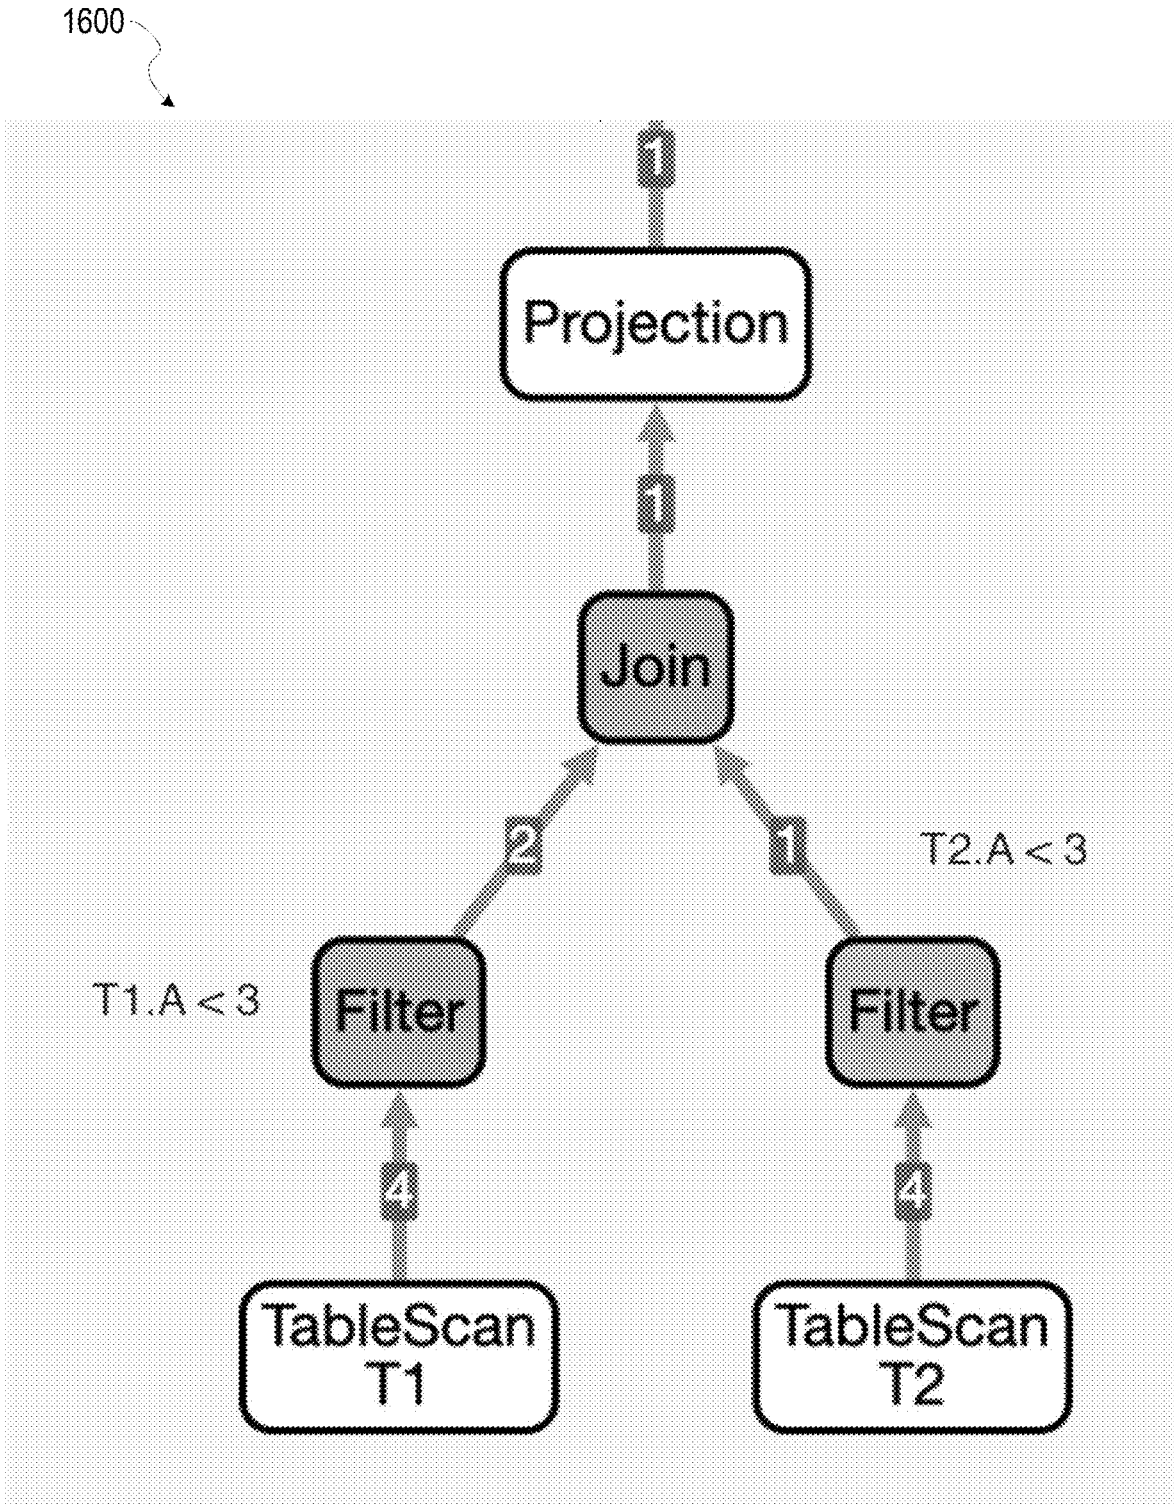 1600
1
Projection
1
Join
2
1
T2.A < 3
T1.A < 3
Filter
Filter
4
4
TableScan
T1
TableScan
T2